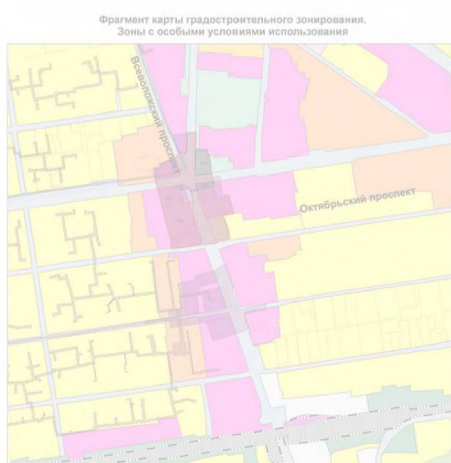 Фрагмент карты градостроительного зонирования.
Зоны с особыми условиями использования
Всеволожский проспект
Октябрьский проспект